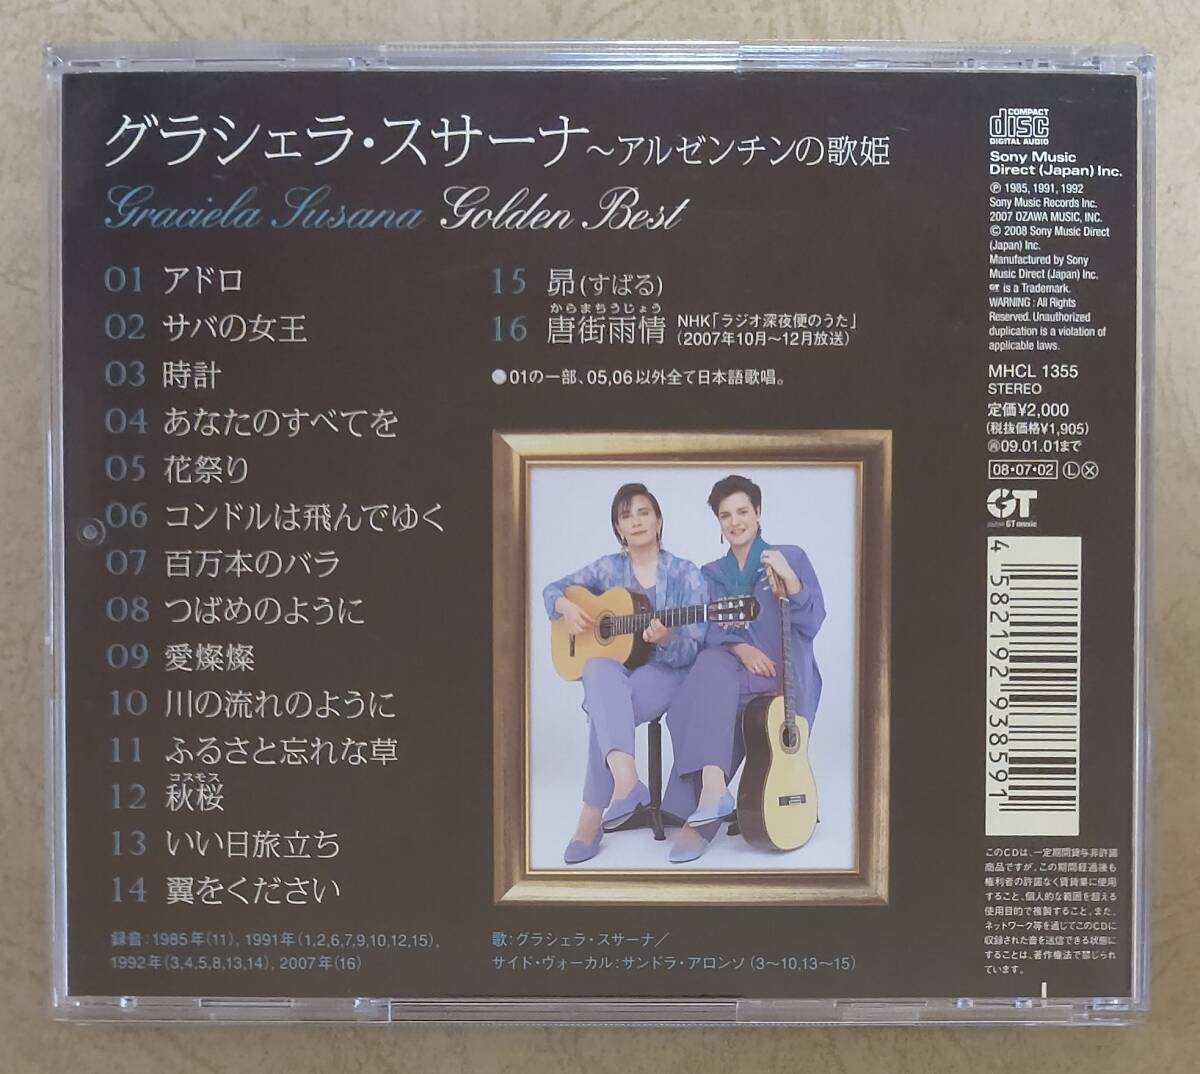 グラシェラ・スサーナ～アルゼンチンの歌姫
Graciela Susana Golden Best
01 アドロ
02 サバの女王
03 時計
04 あなたのすべてを
05 花祭り
06 コンドルは飛んでゆく
07 百万本のバラ
08 つばめのように
09 愛燦燦
10 川の流れのように
11 ふるさと忘れな草
コスモス
12 秋桜
13 いい日旅立ち
14 翼をください
15 昴(すばる)
からまちうじょう
16 唐街雨情 NHK「ラジオ深夜便のうた」
(2007年10月～12月放送)
●01の一部、05,06以外全て日本語歌唱。
録音:1985年(11), 1991年(1,2,6,7,9,10,12,15),
1992年(3,4,5,8,13,14), 2007年(16)
歌:グラシェラ・スサーナ/
サイド・ヴォーカル:サンドラ・アロンソ(3～10,13～15)
COMPACT
disc
DIGITAL AUDIO
Sony Music
Direct (Japan) Inc.
Ⓟ 1985, 1991, 1992
Sony Music Records Inc.
2007 OZAWA MUSIC, INC.
© 2008 Sony Music Direct
(Japan) Inc.
Manufactured by Sony
Music Direct (Japan) Inc.
GT is a Trademark.
WARNING : All Rights
Reserved. Unauthorized
duplication is a violation of
applicable laws.
MHCL 1355
STEREO
定価¥2,000
(税抜価格¥1,905)
㋐09.01.01まで
08・07・02 Ⓛ Ⓧ
GT
GT music
4 582192 938591
このCDは、一定期間貸与非許諾
商品ですが、この期間経過後も
権利者の許諾なく賃貸業に使用
すること、個人的な範囲を超える
使用目的で複製すること、また、
ネットワーク等を通じてこのCDに
収録された音を送信できる状態に
することは、著作権法で禁じられ
ています。